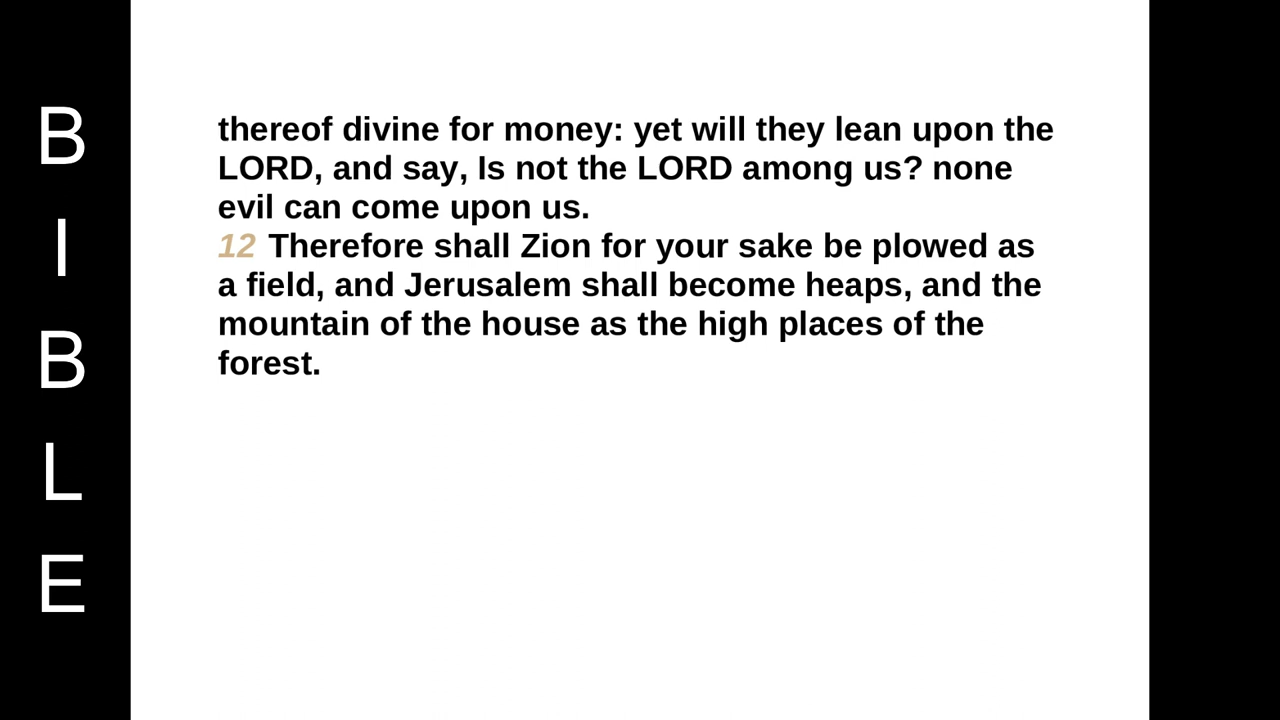 B
I
B
L
E
thereof divine for money: yet will they lean upon the
LORD, and say, Is not the LORD among us? none
evil can come upon us.
12 Therefore shall Zion for your sake be plowed as
a field, and Jerusalem shall become heaps, and the
mountain of the house as the high places of the
forest.